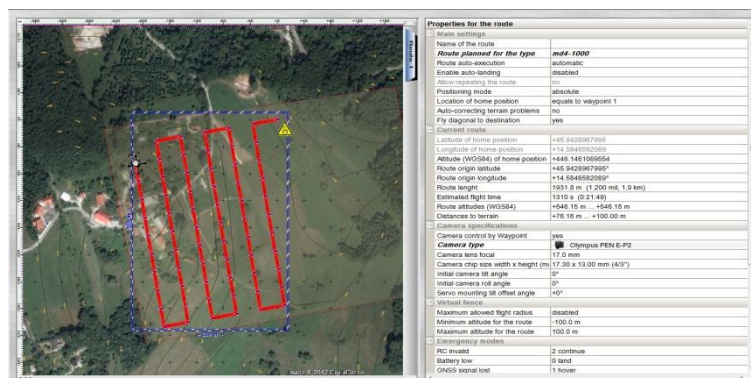 Route 1
Properties for the route
Main settings
Name of the route
Route planned for the type md4-1000
Route auto-execution automatic
Enable auto-landing disabled
Allow repeating the route no
Positioning mode absolute
Location of home position equals to waypoint 1
Auto-correcting terrain problems no
Fly diagonal to destination yes
Current route
Latitude of home position +45.9428967995
Longitude of home position +14.5846582089
Altitude (WGS84) of home position +446.1461089554
Route origin latitude +45.9428967995°
Route origin longitude +14.5846582089°
Route lenght 1931.8 m (1.200 mil, 1.9 km)
Estimated flight time 1310 s (0:21:49)
Route altitudes (WGS84) +546.15 m ... +546.15 m
Distances to terrain +76.16 m ... +100.00 m
Camera specifications
Camera control by Waypoint yes
Camera type Olympus PEN E-P2
Camera lens focal 17.0 mm
Camera chip size width x height (m 17.30 x 13.00 mm (4/3")
Initial camera tilt angle 0°
Initial camera roll angle 0°
Servo mounting tilt offset angle +0°
Virtual fence
Maximum allowed flight radius disabled
Minimum altitude for the route -100.0 m
Maximum altitude for the route 100.0 m
Emergency modes
RC invalid 2 continue
Battery low 0 land
GNSS signal lost 1 hover